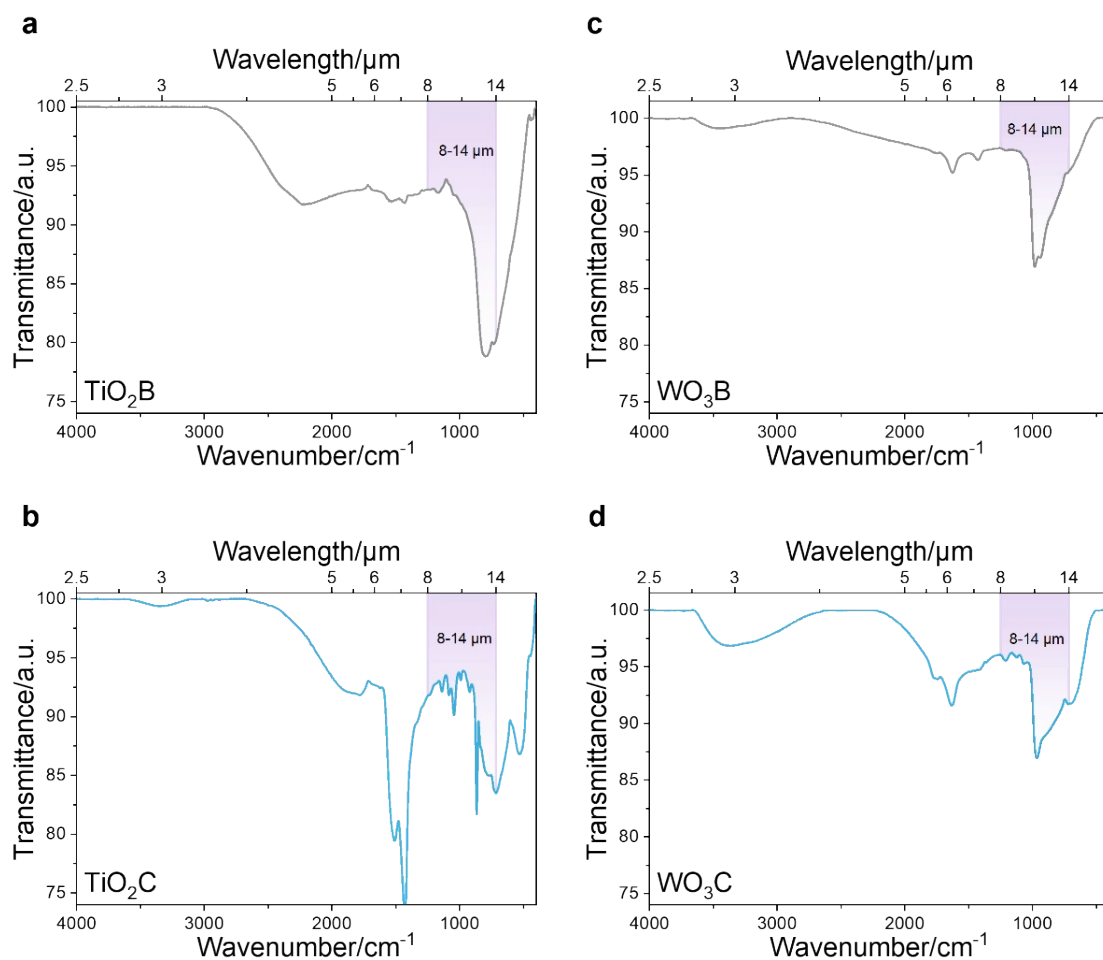 a
Wavelength/μm
2.5 3 5 6 8 14
100
95
90
85
80
75
Transmittance/a.u.
8-14 μm
TiO₂B
4000 3000 2000 1000
Wavenumber/cm⁻¹
c
Wavelength/μm
2.5 3 5 6 8 14
100
95
90
85
80
75
Transmittance/a.u.
8-14 μm
WO₃B
4000 3000 2000 1000
Wavenumber/cm⁻¹
b
Wavelength/μm
2.5 3 5 6 8 14
100
95
90
85
80
75
Transmittance/a.u.
8-14 μm
TiO₂C
4000 3000 2000 1000
Wavenumber/cm⁻¹
d
Wavelength/μm
2.5 3 5 6 8 14
100
95
90
85
80
75
Transmittance/a.u.
8-14 μm
WO₃C
4000 3000 2000 1000
Wavenumber/cm⁻¹